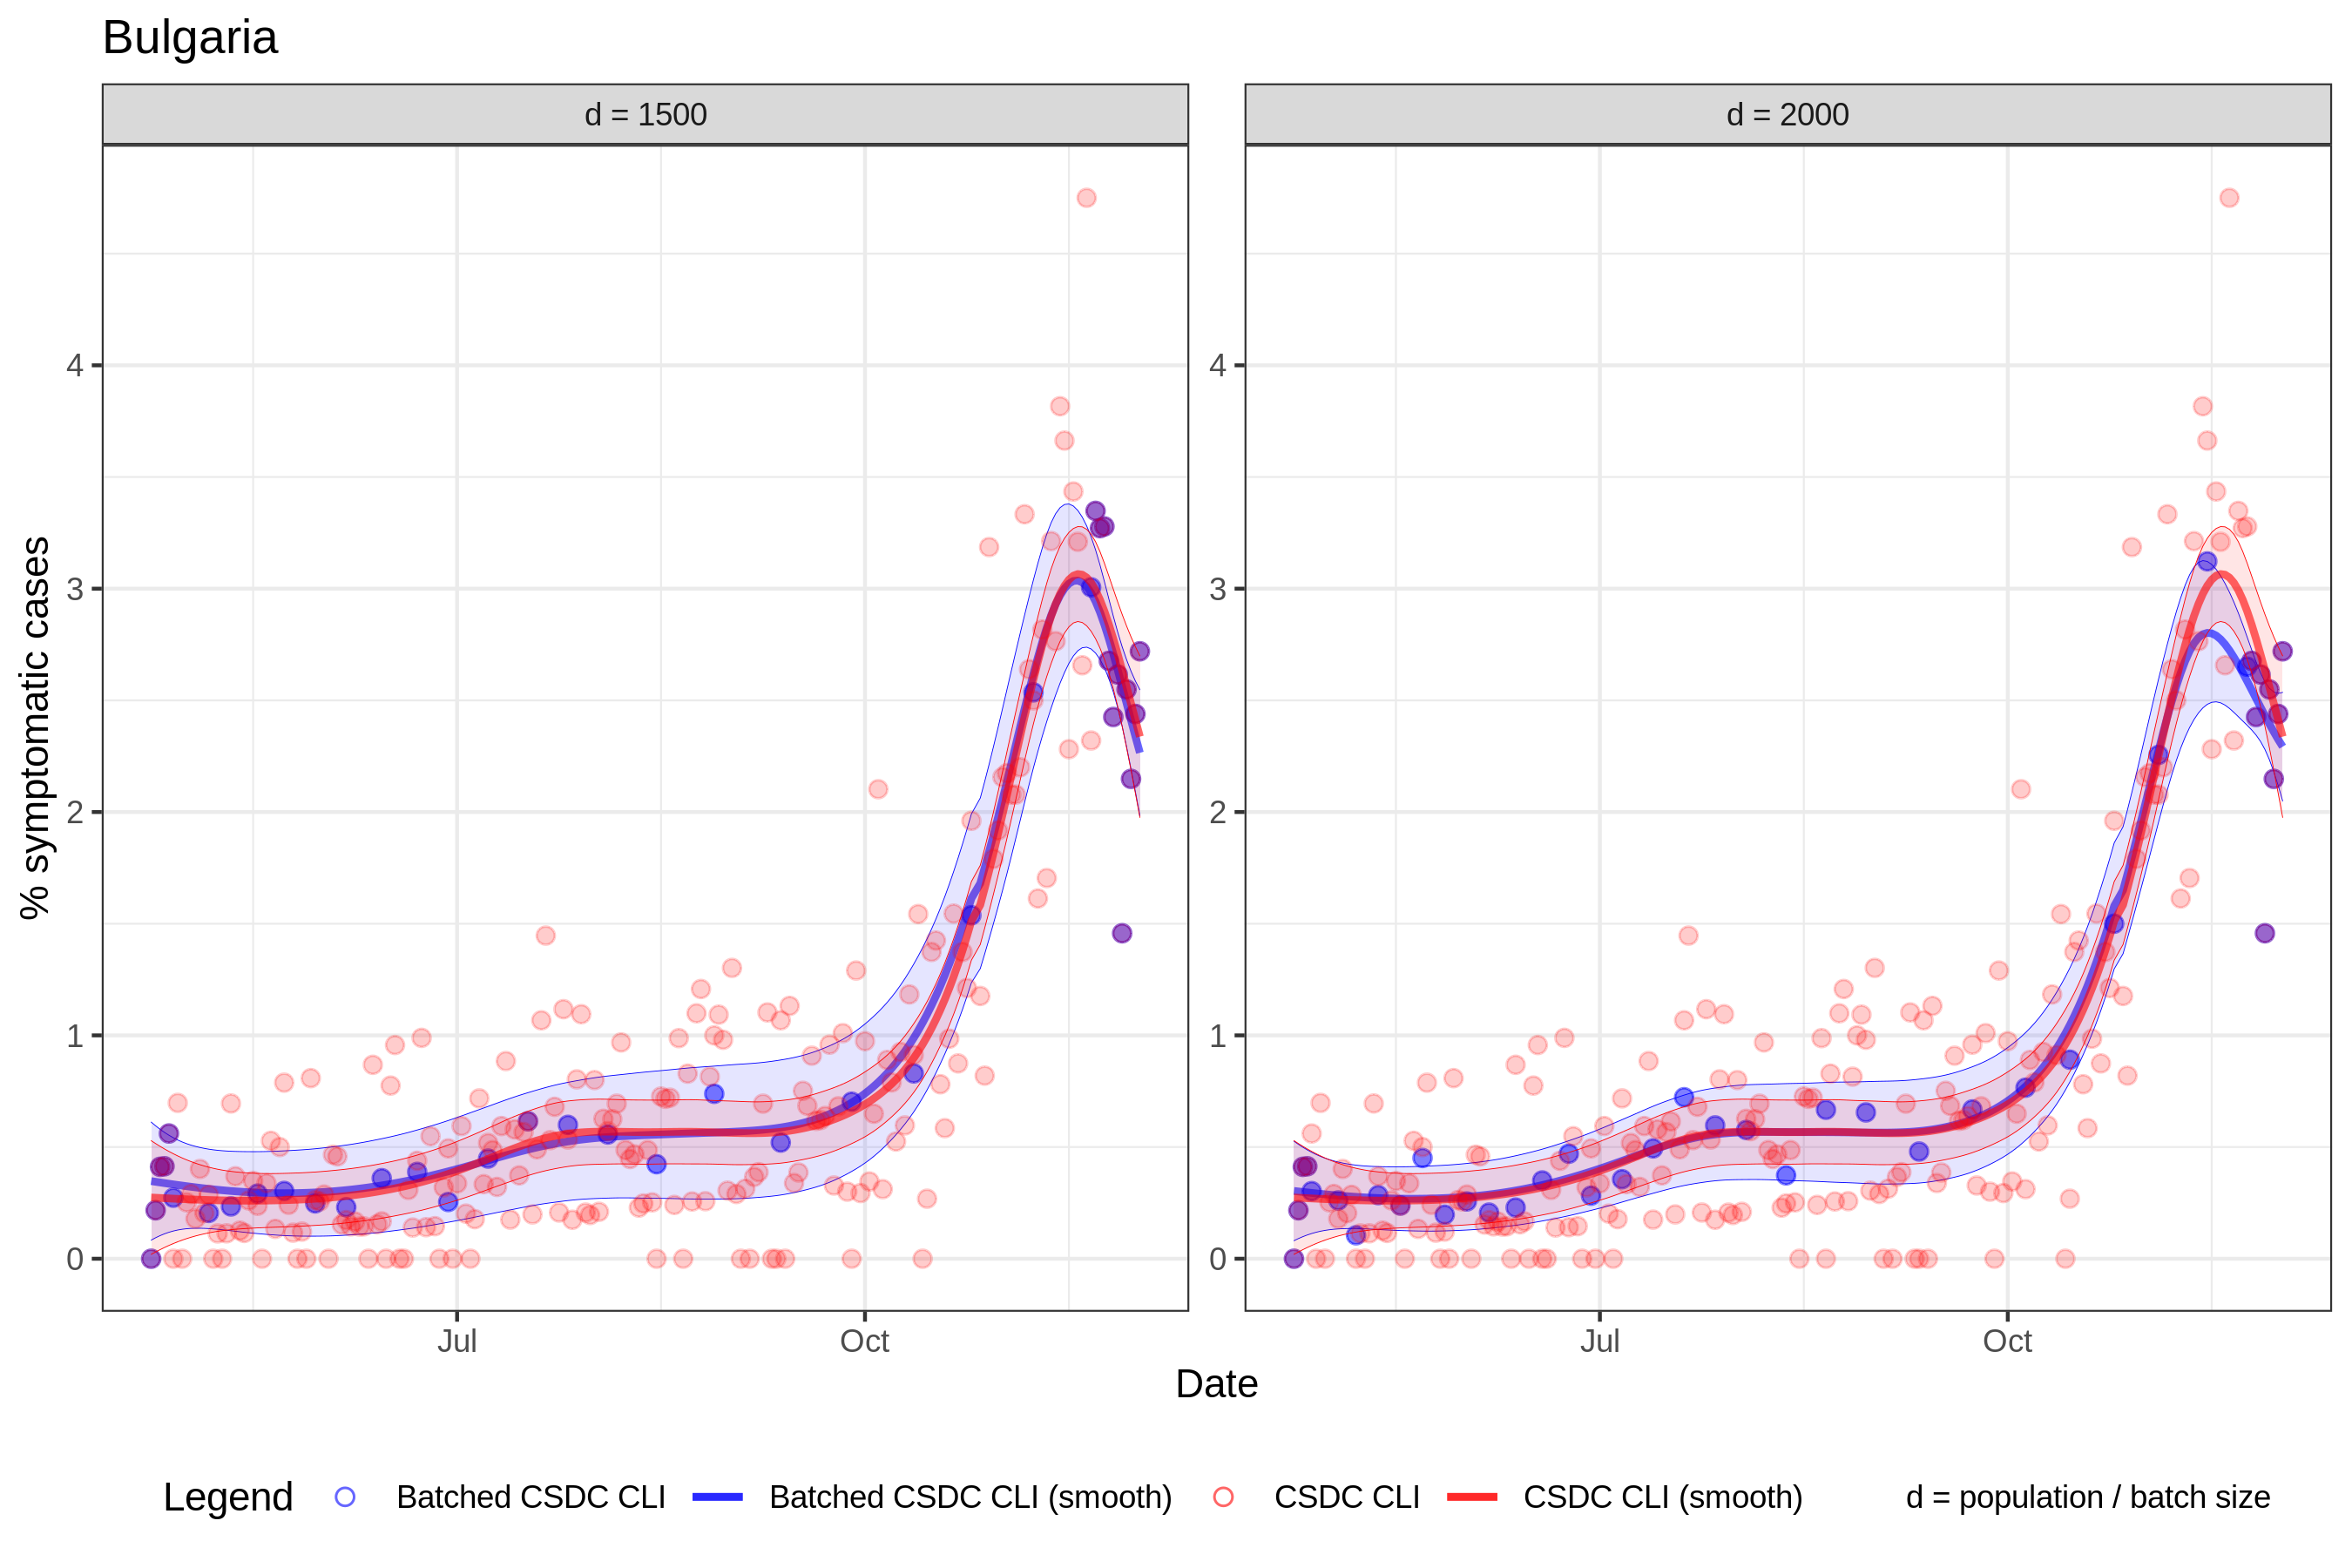 Bulgaria
d = 1500
d = 2000
% symptomatic cases
4
3
2
1
0
4
3
2
1
0
Jul
Oct
Jul
Oct
Date
Legend
Batched CSDC CLI
Batched CSDC CLI (smooth)
CSDC CLI
CSDC CLI (smooth)
d = population / batch size